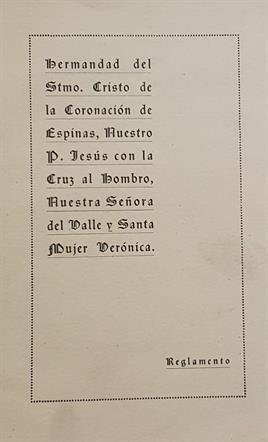 Hermandad del
Stmo. Cristo de
la Coronación de
Espinas, Nuestro
P. Jesús con la
Cruz al Hombro,
Nuestra Señora
del Valle y Santa
Mujer Verónica.
Reglamento